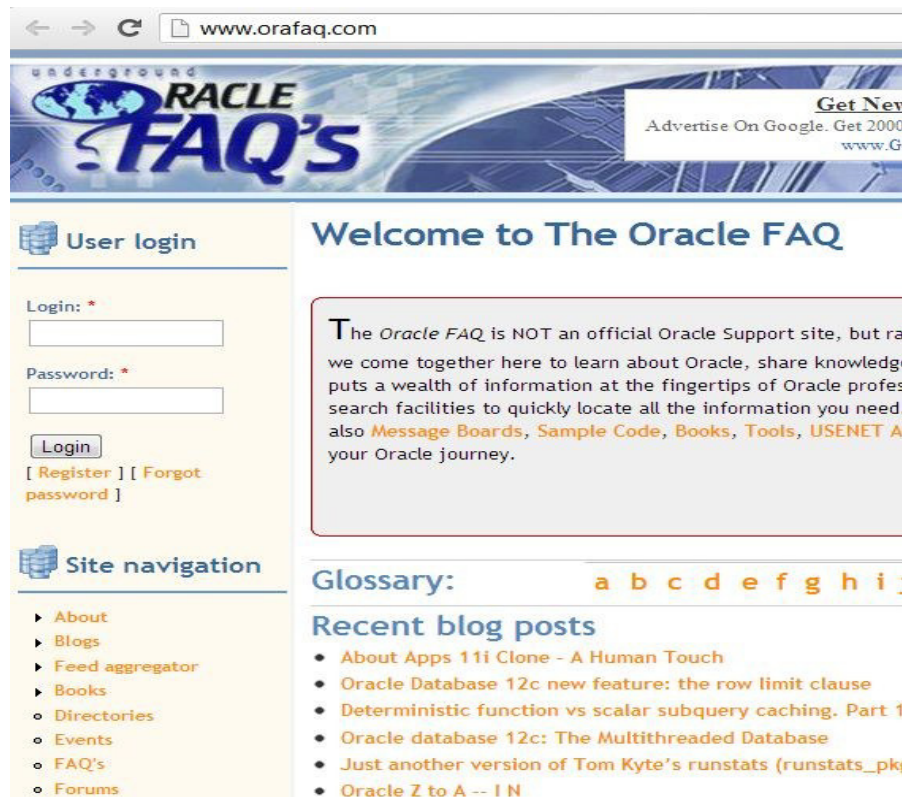 www.orafaq.com
underground
ORACLE
FAQ'S
Get New
Advertise On Google. Get 2000
www.G
User login
Login: *
Password: *
Login
[ Register ] [ Forgot
password ]
Site navigation
About
Blogs
Feed aggregator
Books
Directories
Events
FAQ's
Forums
Welcome to The Oracle FAQ
The Oracle FAQ is NOT an official Oracle Support site, but ra
we come together here to learn about Oracle, share knowledge
puts a wealth of information at the fingertips of Oracle profes
search facilities to quickly locate all the information you need
also Message Boards, Sample Code, Books, Tools, USENET A
your Oracle journey.
Glossary: a b c d e f g h i j
Recent blog posts
About Apps 11i Clone - A Human Touch
Oracle Database 12c new feature: the row limit clause
Deterministic function vs scalar subquery caching. Part 1
Oracle database 12c: The Multithreaded Database
Just another version of Tom Kyte's runstats (runstats_pkg
Oracle Z to A -- I N